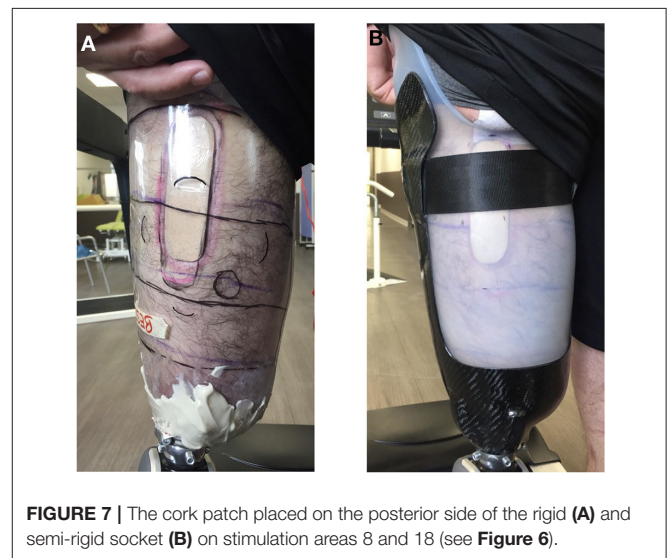 A
B
FIGURE 7 | The cork patch placed on the posterior side of the rigid (A) and
semi-rigid socket (B) on stimulation areas 8 and 18 (see Figure 6).